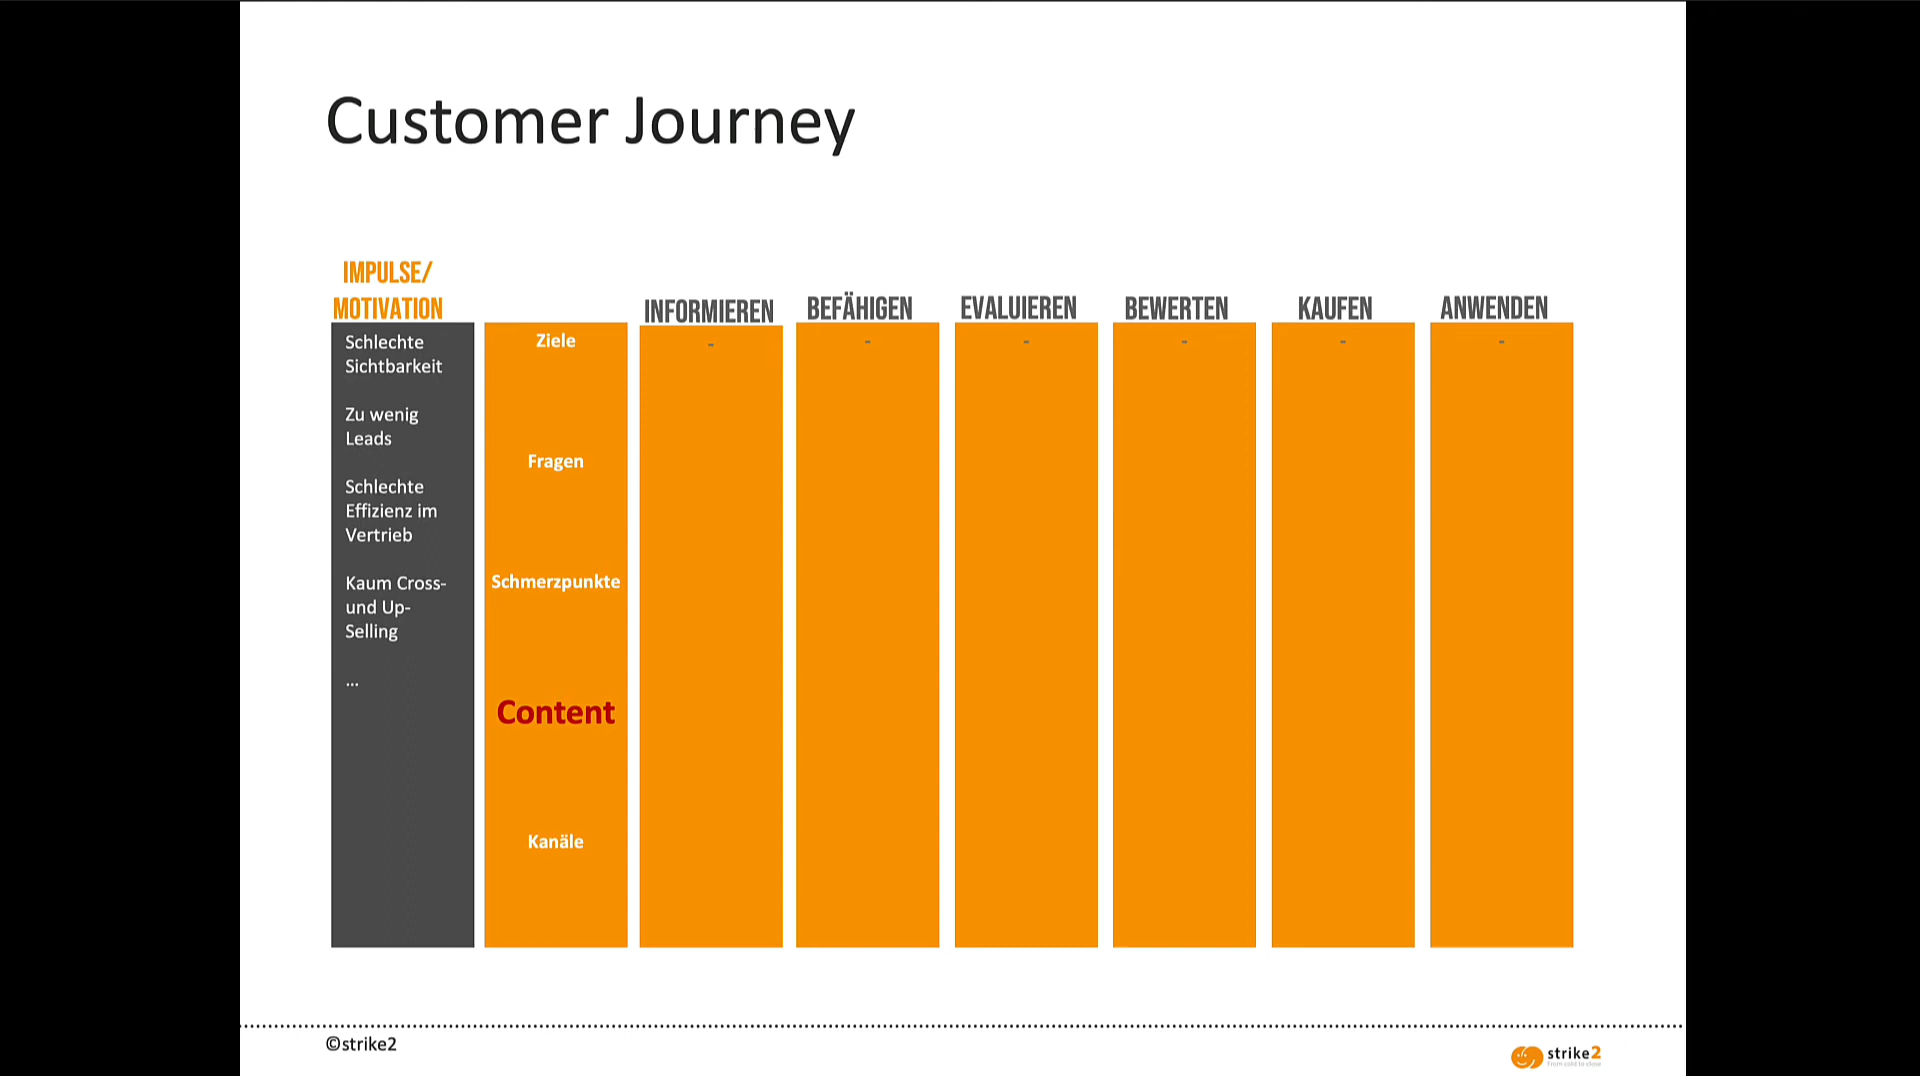 Customer Journey
IMPULSE/
MOTIVATION
INFORMIEREN
BEFÄHIGEN
EVALUIEREN
BEWERTEN
KAUFEN
ANWENDEN
Schlechte
Sichtbarkeit
Zu wenig
Leads
Schlechte
Effizienz im
Vertrieb
Kaum Cross-
und Up-
Selling
...
Ziele
Fragen
Schmerzpunkte
Content
Kanäle
-
-
-
-
-
-
©strike2
strike2